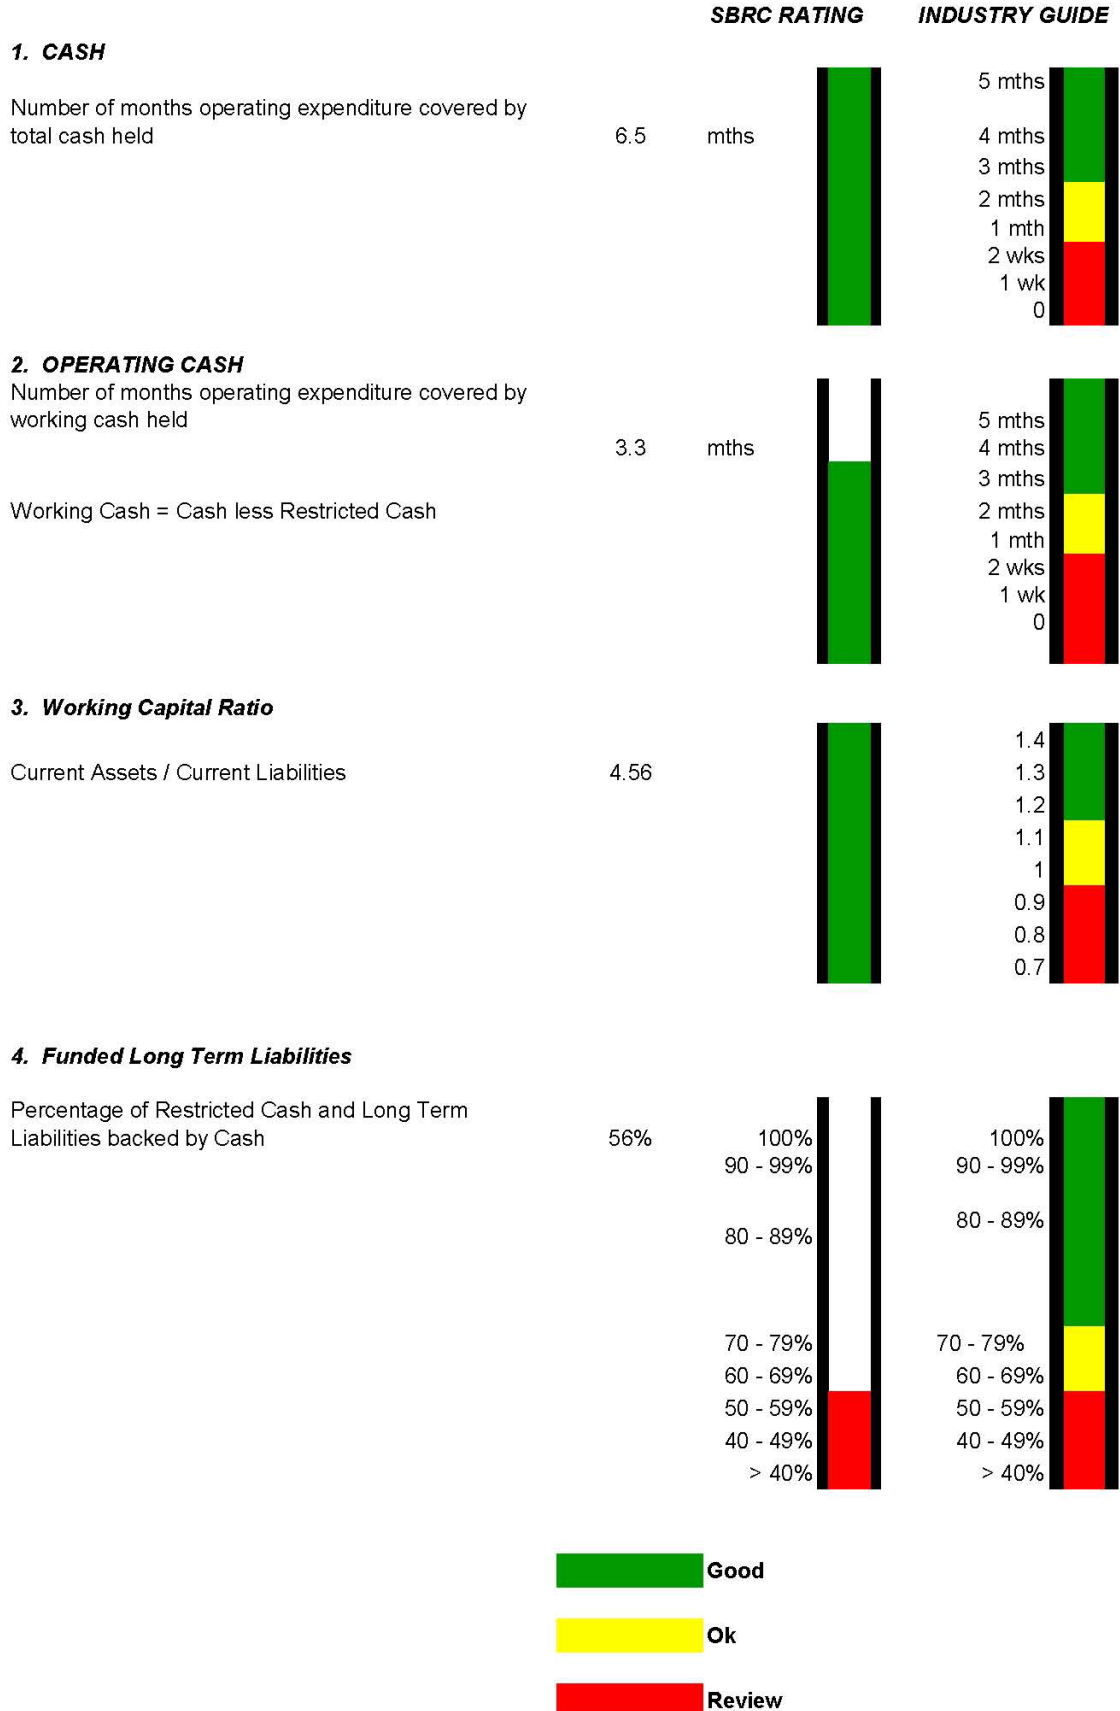 SBRC RATING INDUSTRY GUIDE
1. CASH
5 mths
Number of months operating expenditure covered by
total cash held 6.5 mths 4 mths
3 mths
2 mths
1 mth
2 wks
1 wk
0
2. OPERATING CASH
Number of months operating expenditure covered by
working cash held 5 mths
3.3 mths 4 mths
3 mths
Working Cash = Cash less Restricted Cash 2 mths
1 mth
2 wks
1 wk
0
3. Working Capital Ratio
1.4
Current Assets / Current Liabilities 4.56 1.3
1.2
1.1
1
0.9
0.8
0.7
4. Funded Long Term Liabilities
Percentage of Restricted Cash and Long Term
Liabilities backed by Cash 56% 100% 100%
90 - 99% 90 - 99%
80 - 89% 80 - 89%
70 - 79% 70 - 79%
60 - 69% 60 - 69%
50 - 59% 50 - 59%
40 - 49% 40 - 49%
> 40% > 40%
Good
Ok
Review